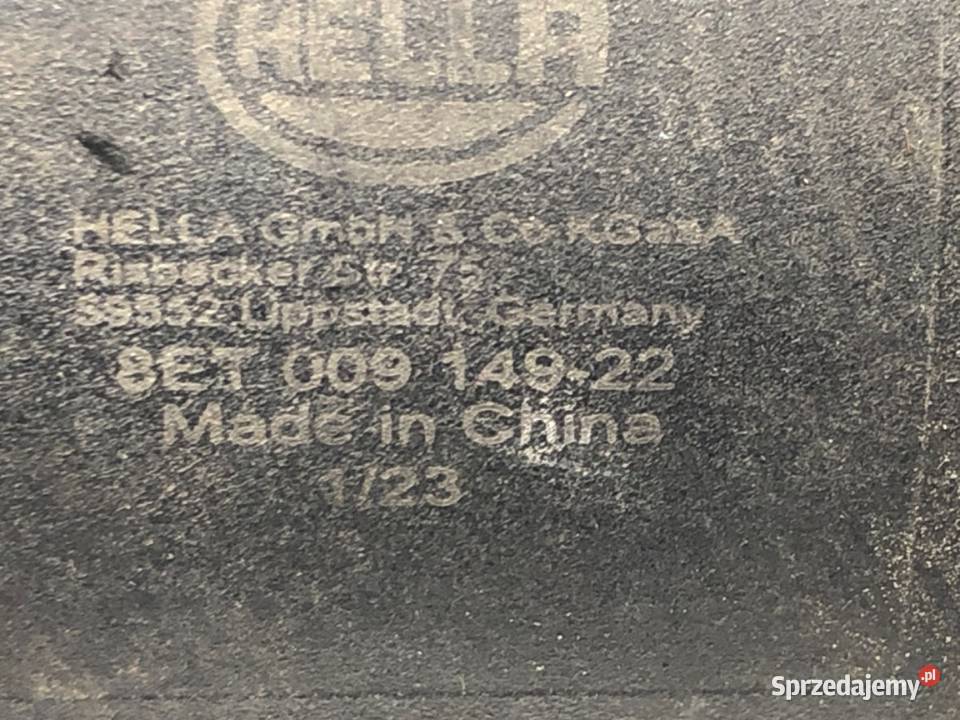 HELLA
HELLA GmbH & Co KGaaA
Rixbecker Str. 75
59552 Lippstadt, Germany
8ET 009 149-22
Made in China
1/23
Sprzedajemy.pl